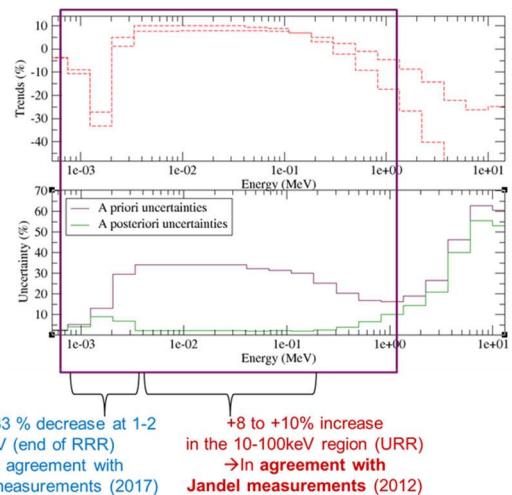 10
0
-10
-20
-30
-40
Trends (%)
1e-03 1e-02 1e-01 1e+00 1e+01
Energy (MeV)
70
60
50
40
30
20
10
Uncertainty (%)
A priori uncertainties
A posteriori uncertainties
1e-03 1e-02 1e-01 1e+00 1e+01
Energy (MeV)
3 % decrease at 1-2
V (end of RRR)
agreement with
measurements (2017)
+8 to +10% increase
in the 10-100keV region (URR)
→In agreement with
Jandel measurements (2012)